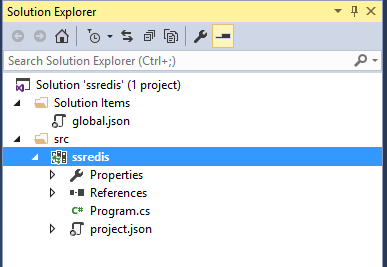 Solution Explorer
Search Solution Explorer (Ctrl+;)
Solution 'ssredis' (1 project)
Solution Items
global.json
src
ssredis
Properties
References
C# Program.cs
project.json